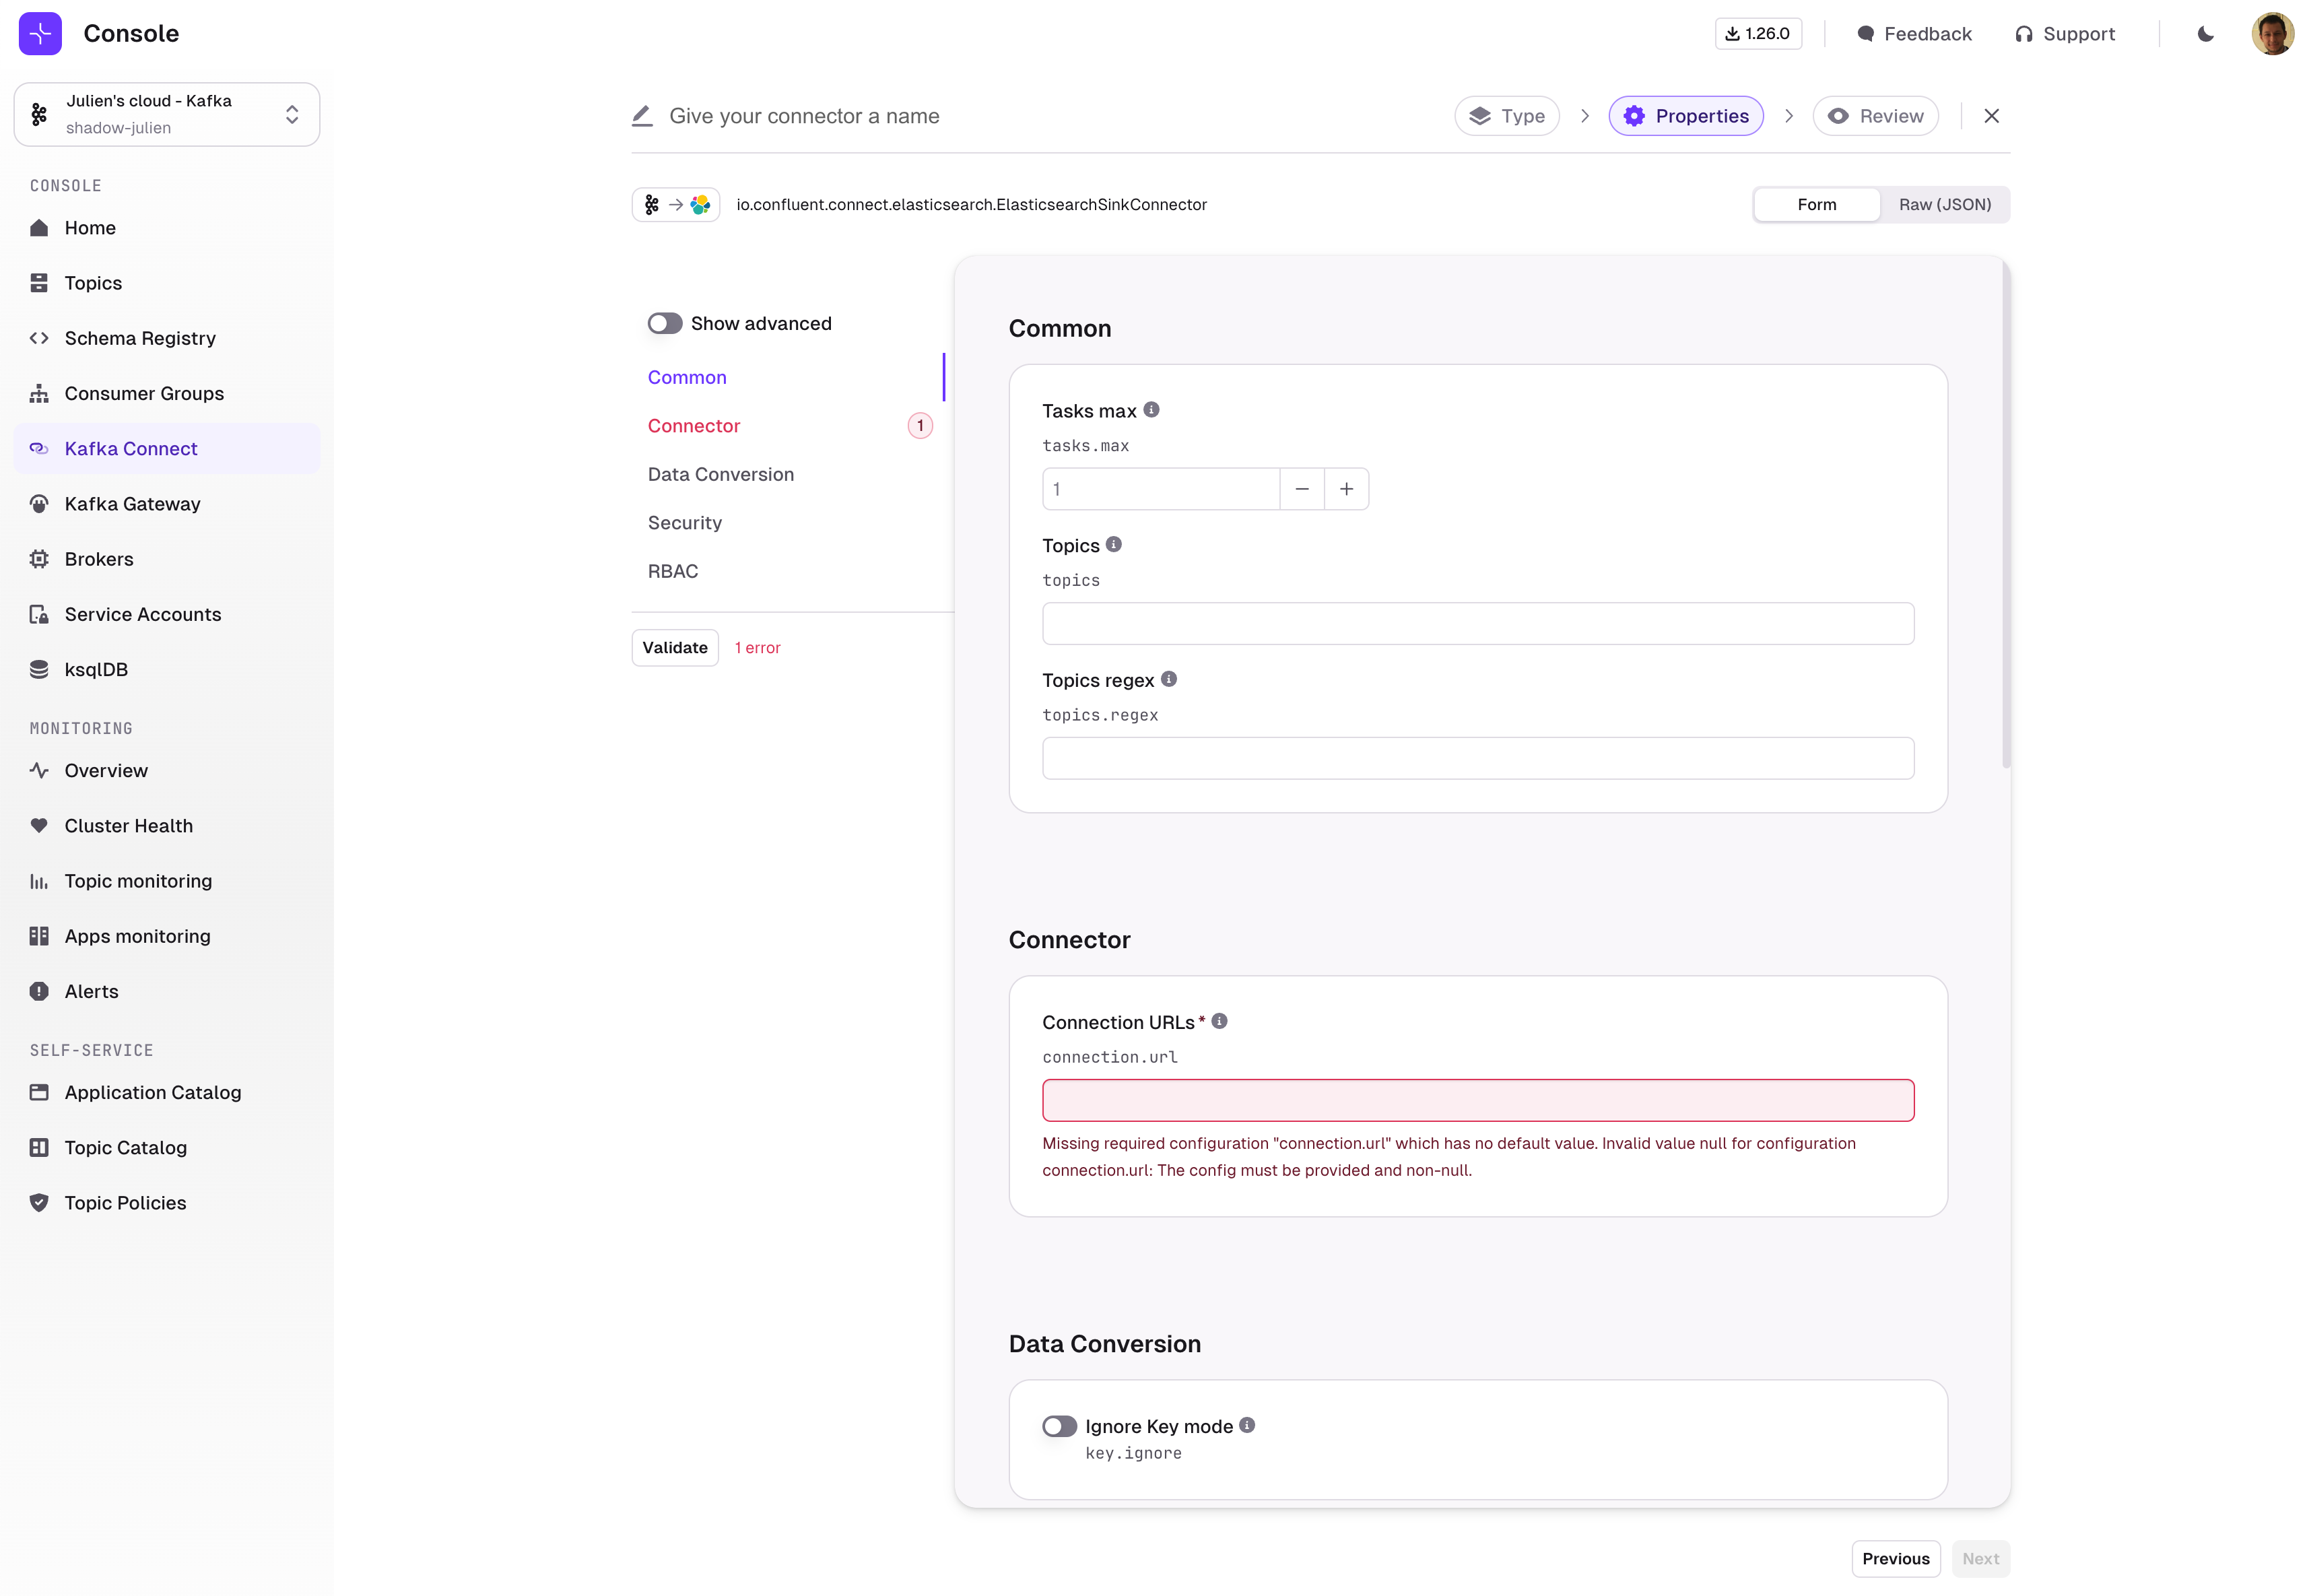 Console
1.26.0
Feedback
Support
Julien's cloud - Kafka
shadow-julien
CONSOLE
Home
Topics
Schema Registry
Consumer Groups
Kafka Connect
Kafka Gateway
Brokers
Service Accounts
ksqlDB
MONITORING
Overview
Cluster Health
Topic monitoring
Apps monitoring
Alerts
SELF-SERVICE
Application Catalog
Topic Catalog
Topic Policies
Give your connector a name
Type
Properties
Review
io.confluent.connect.elasticsearch.ElasticsearchSinkConnector
Form
Raw (JSON)
Show advanced
Common
Connector
1
Data Conversion
Security
RBAC
Validate
1 error
Common
Tasks max
tasks.max
1
Topics
topics
Topics regex
topics.regex
Connector
Connection URLs *
connection.url
Missing required configuration "connection.url" which has no default value. Invalid value null for configuration
connection.url: The config must be provided and non-null.
Data Conversion
Ignore Key mode
key.ignore
Previous
Next